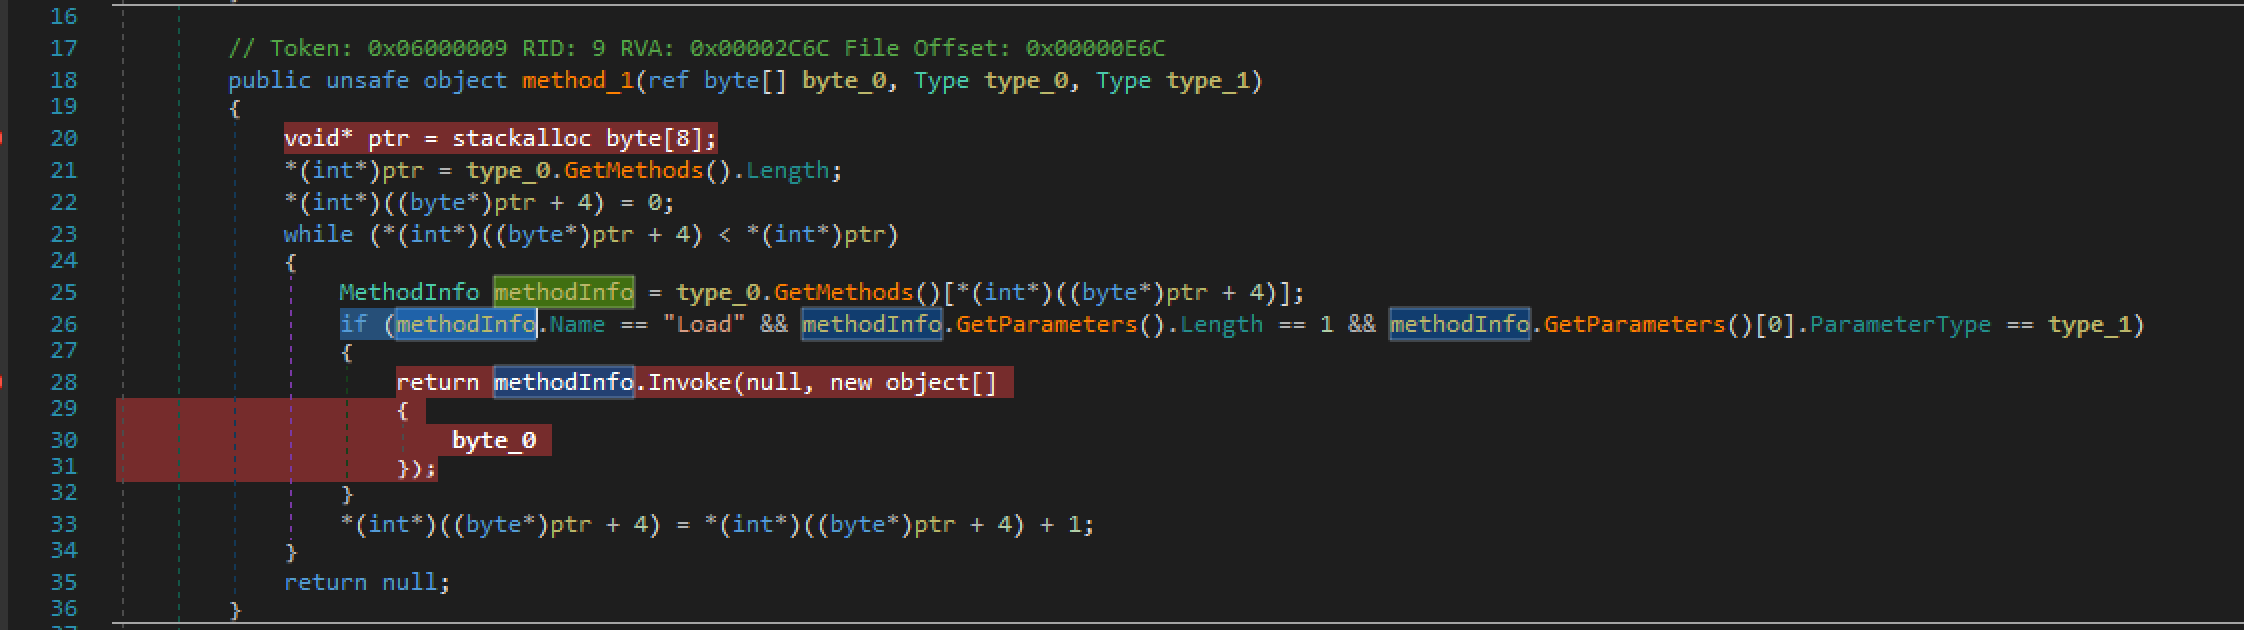 16
17 // Token: 0x06000009 RID: 9 RVA: 0x00002C6C File Offset: 0x00000E6C
18 public unsafe object method_1(ref byte[] byte_0, Type type_0, Type type_1)
19 {
20 void* ptr = stackalloc byte[8];
21 *(int*)ptr = type_0.GetMethods().Length;
22 *(int*)((byte*)ptr + 4) = 0;
23 while (*(int*)((byte*)ptr + 4) < *(int*)ptr)
24 {
25 MethodInfo methodInfo = type_0.GetMethods()[*(int*)((byte*)ptr + 4)];
26 if (methodInfo.Name == "Load" && methodInfo.GetParameters().Length == 1 && methodInfo.GetParameters()[0].ParameterType == type_1)
27 {
28 return methodInfo.Invoke(null, new object[]
29 {
30 byte_0
31 });
32 }
33 *(int*)((byte*)ptr + 4) = *(int*)((byte*)ptr + 4) + 1;
34 }
35 return null;
36 }